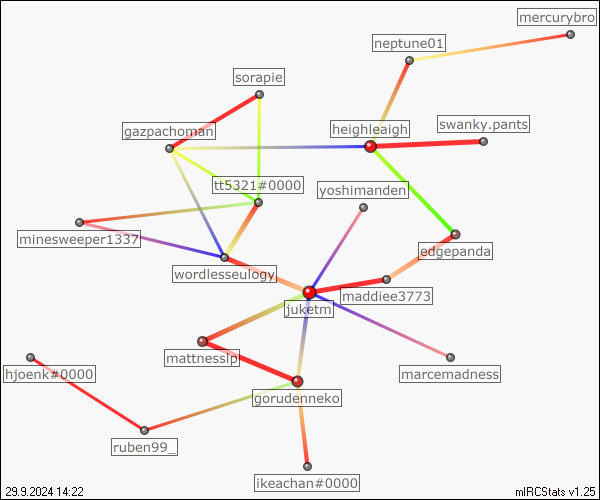 mercurybro
neptune01
sorapie
gazpachoman
heighleaigh
swanky.pants
tt5321#0000
yoshimanden
minesweeper1337
edgepanda
wordlesseulogy
maddiee3773
juketm
mattnesslp
hjoenk#0000
marcemadness
gorudenneko
ruben99_
ikeachan#0000
29.9.2024 14:22
mIRCStats v1.25